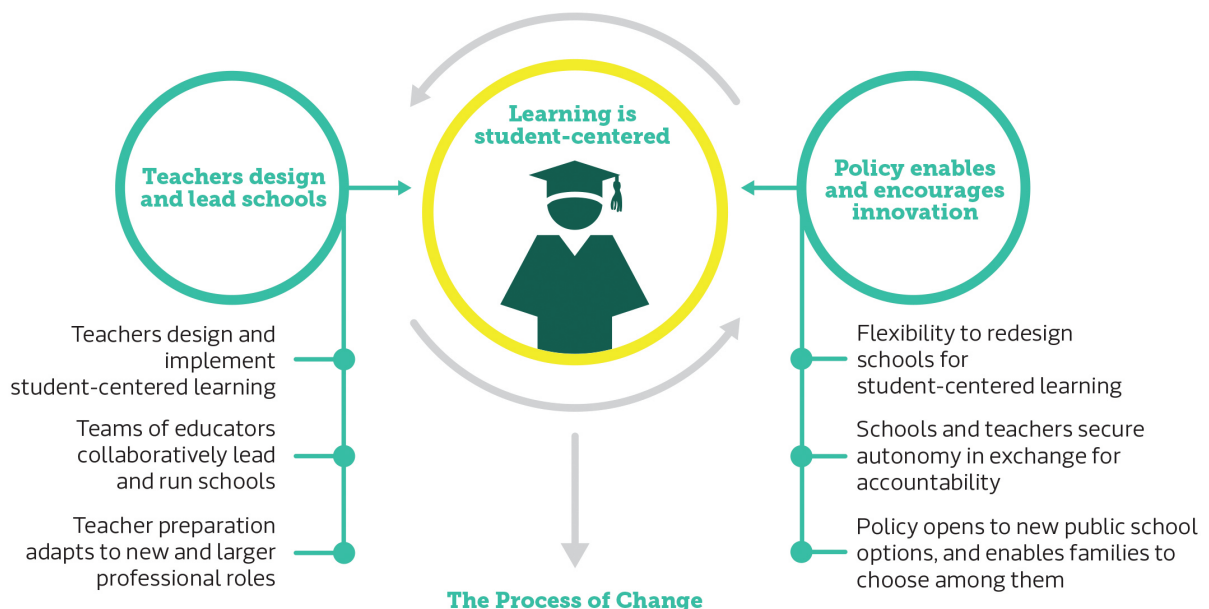 Learning is
student-centered
Teachers design
and lead schools
Policy enables
and encourages
innovation
Teachers design and
implement
student-centered learning
Teams of educators
collaboratively lead
and run schools
Teacher preparation
adapts to new and larger
professional roles
Flexibility to redesign
schools for
student-centered learning
Schools and teachers secure
autonomy in exchange for
accountability
Policy opens to new public school
options, and enables families to
choose among them
The Process of Change